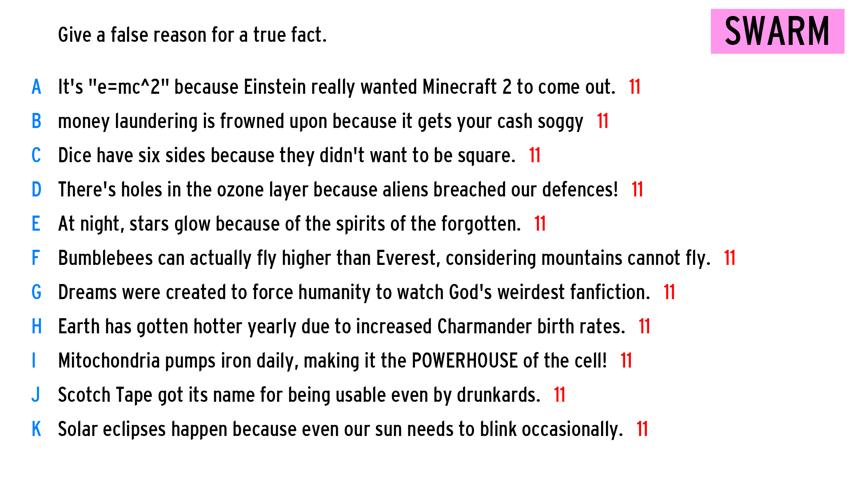 Give a false reason for a true fact.
SWARM
A It's "e=mc^2" because Einstein really wanted Minecraft 2 to come out. 11
B money laundering is frowned upon because it gets your cash soggy 11
C Dice have six sides because they didn't want to be square. 11
D There's holes in the ozone layer because aliens breached our defences! 11
E At night, stars glow because of the spirits of the forgotten. 11
F Bumblebees can actually fly higher than Everest, considering mountains cannot fly. 11
G Dreams were created to force humanity to watch God's weirdest fanfiction. 11
H Earth has gotten hotter yearly due to increased Charmander birth rates. 11
I Mitochondria pumps iron daily, making it the POWERHOUSE of the cell! 11
J Scotch Tape got its name for being usable even by drunkards. 11
K Solar eclipses happen because even our sun needs to blink occasionally. 11